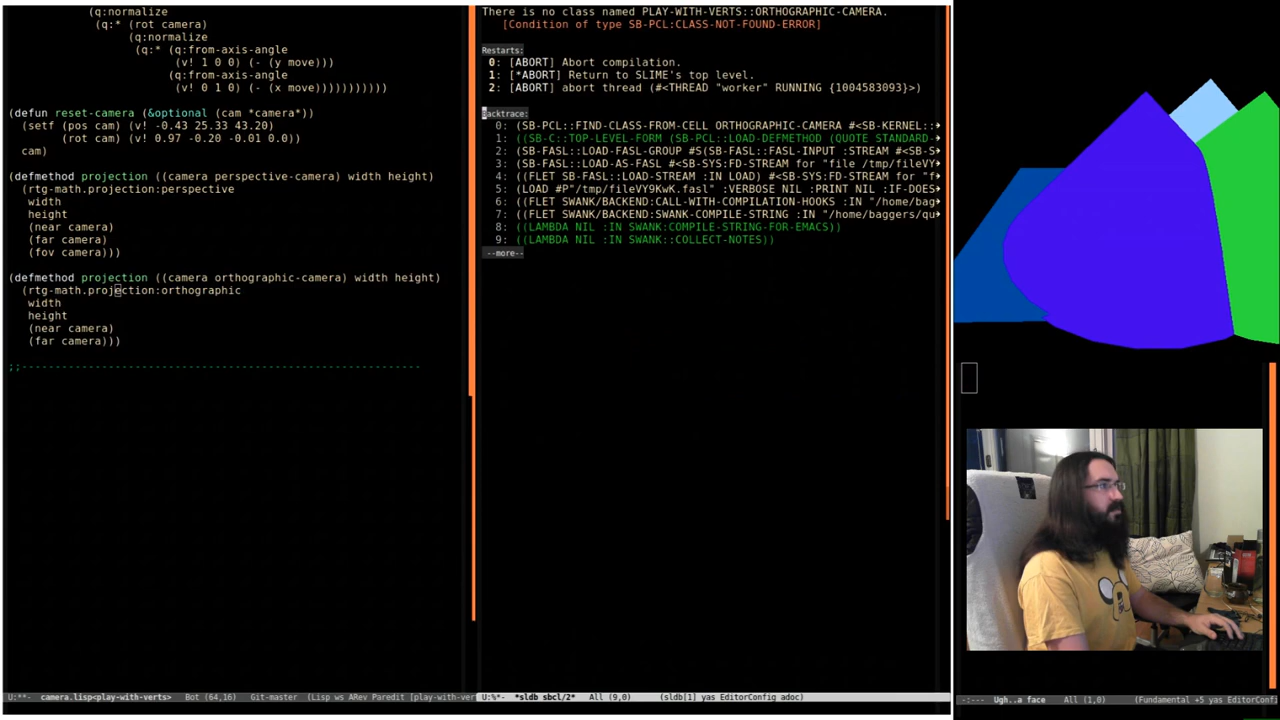 (q:normalize
(q:* (rot camera)
(q:normalize
(q:* (q:from-axis-angle
(v! 1 0 0) (- (y move)))
(q:from-axis-angle
(v! 0 1 0) (- (x move))))))))))
(defun reset-camera (&optional (cam *camera*))
(setf (pos cam) (v! -0.43 25.33 43.20)
(rot cam) (v! 0.97 -0.20 -0.01 0.0))
cam)
(defmethod projection ((camera perspective-camera) width height)
(rtg-math.projection:perspective
width
height
(near camera)
(far camera)
(fov camera)))
(defmethod projection ((camera orthographic-camera) width height)
(rtg-math.projection:orthographic
width
height
(near camera)
(far camera)))
;;------------------------------------------------------------
U:**- camera.lisp<play-with-verts> Bot (64,16) Git-master (Lisp ws ARev Paredit [play-with-ver
There is no class named PLAY-WITH-VERTS::ORTHOGRAPHIC-CAMERA.
[Condition of type SB-PCL:CLASS-NOT-FOUND-ERROR]
Restarts:
0: [ABORT] Abort compilation.
1: [*ABORT] Return to SLIME's top level.
2: [ABORT] abort thread (#<THREAD "worker" RUNNING {1004583093}>)
Backtrace:
0: (SB-PCL::FIND-CLASS-FROM-CELL ORTHOGRAPHIC-CAMERA #<SB-KERNEL::
1: ((SB-C::TOP-LEVEL-FORM (SB-PCL::LOAD-DEFMETHOD (QUOTE STANDARD-
2: (SB-FASL::LOAD-FASL-GROUP #S(SB-FASL::FASL-INPUT :STREAM #<SB-S
3: (SB-FASL::LOAD-AS-FASL #<SB-SYS:FD-STREAM for "file /tmp/fileVY
4: ((FLET SB-FASL::LOAD-STREAM :IN LOAD) #<SB-SYS:FD-STREAM for "f
5: (LOAD #P"/tmp/fileVY9KwK.fasl" :VERBOSE NIL :PRINT NIL :IF-DOES
6: ((FLET SWANK/BACKEND:CALL-WITH-COMPILATION-HOOKS :IN "/home/bag
7: ((FLET SWANK/BACKEND:SWANK-COMPILE-STRING :IN "/home/baggers/qu
8: ((LAMBDA NIL :IN SWANK:COMPILE-STRING-FOR-EMACS))
9: ((LAMBDA NIL :IN SWANK::COLLECT-NOTES))
--more--
U:%*- *sldb sbcl/2* All (9,0) (sldb[1] yas EditorConfig adoc)
-:--- Ugh..a face All (1,0) (Fundamental +5 yas EditorConfi